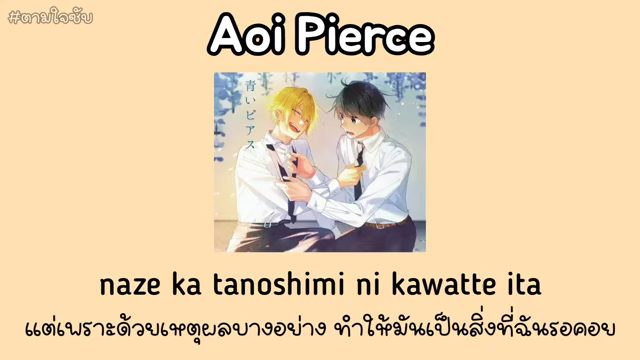 #ตามใจซับ
Aoi Pierce
青いピアス
naze ka tanoshimi ni kawatte ita
แต่เพราะด้วยเหตุผลบางอย่าง ทำให้มันเป็นสิ่งที่ฉันรอคอย